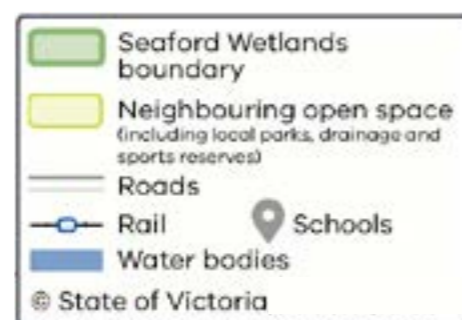 Seaford Wetlands
boundary
Neighbouring open space
(including local parks, drainage and
sports reserves)
Roads
Rail
Schools
Water bodies
© State of Victoria